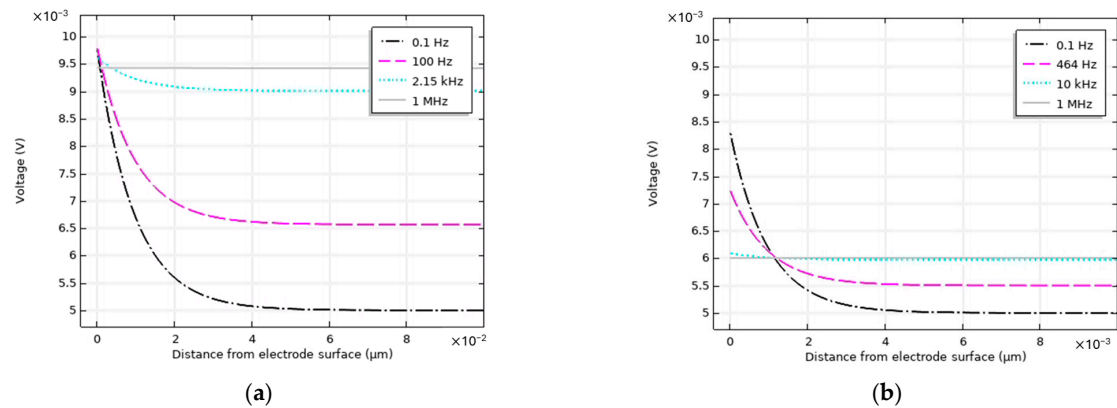 ×10⁻³
10
9.5
9
8.5
8
7.5
7
6.5
6
5.5
5
Voltage (V)
0.1 Hz
100 Hz
2.15 kHz
1 MHz
0 2 4 6 8 ×10⁻²
Distance from electrode surface (µm)
(a)
×10⁻³
10
9.5
9
8.5
8
7.5
7
6.5
6
5.5
5
Voltage (V)
0.1 Hz
464 Hz
10 kHz
1 MHz
0 2 4 6 8 ×10⁻³
Distance from electrode surface (µm)
(b)